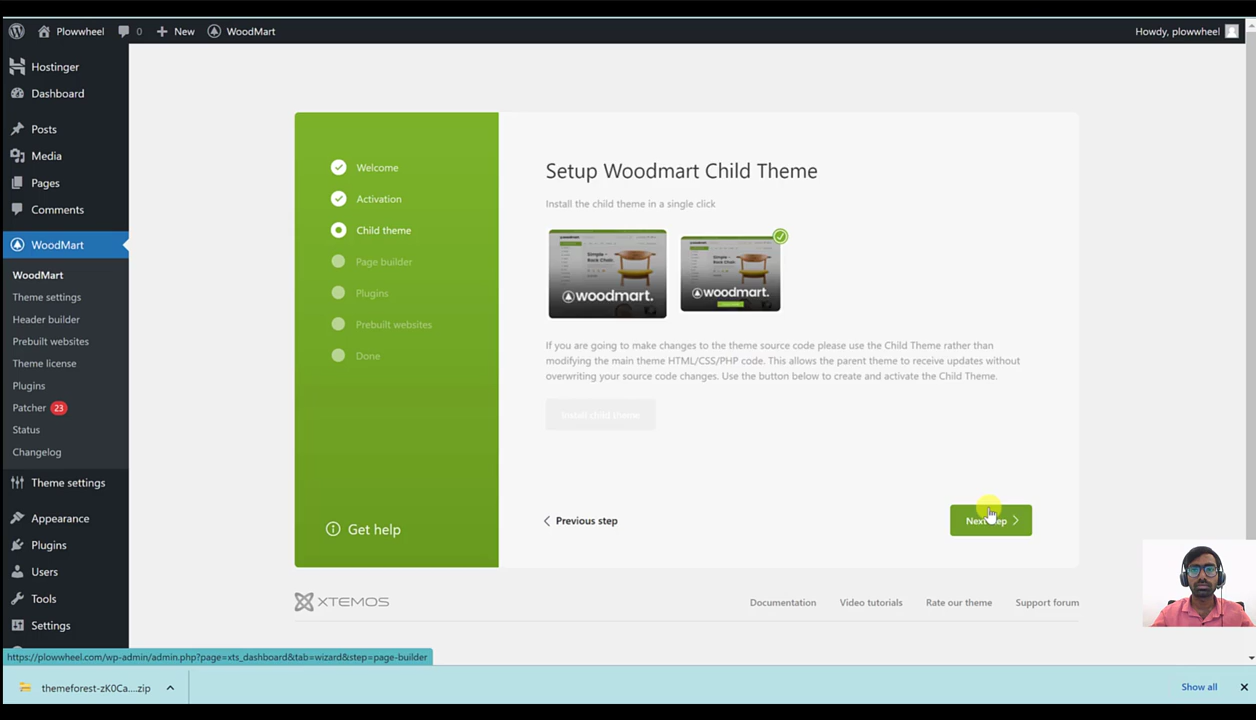 Plowwheel
0
New
WoodMart
Howdy, plowwheel
Hostinger
Dashboard
Posts
Media
Pages
Comments
WoodMart
WoodMart
Theme settings
Header builder
Prebuilt websites
Theme license
Plugins
Patcher 23
Status
Changelog
Theme settings
Appearance
Plugins
Users
Tools
Settings
Welcome
Activation
Child theme
Page builder
Plugins
Prebuilt websites
Done
Get help
Setup Woodmart Child Theme
Install the child theme in a single click
woodmart.
woodmart.
If you are going to make changes to the theme source code please use the Child Theme rather than
modifying the main theme HTML/CSS/PHP code. This allows the parent theme to receive updates without
overwriting your source code changes. Use the button below to create and activate the Child Theme.
Install child theme
Previous step
Next step
XTEMOS
Documentation
Video tutorials
Rate our theme
Support forum
https://plowwheel.com/wp-admin/admin.php?page=xts_dashboard&tab=wizard&step=page-builder
themeforest-zK0Ca....zip
Show all